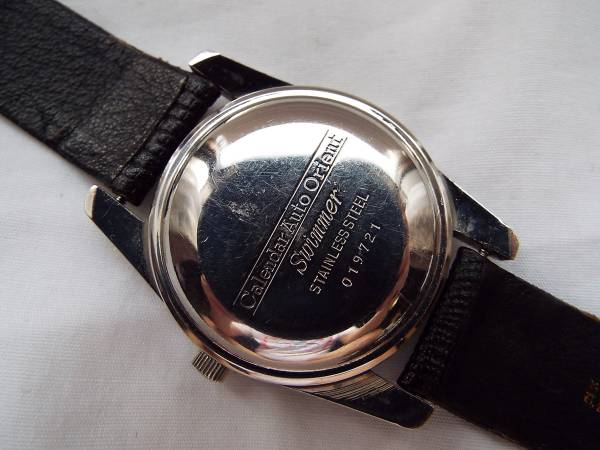 Calendar Auto Orient
Swimmer
STAINLESS STEEL
019721